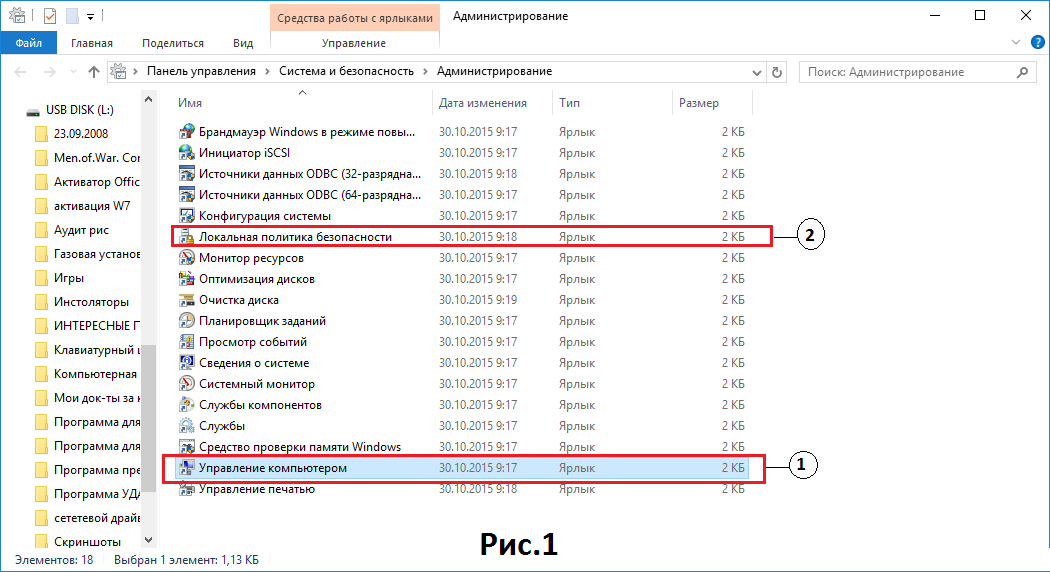 Средства работы с ярлыками Администрирование
Файл Главная Поделиться Вид Управление
Панель управления Система и безопасность Администрирование Поиск: Администрирование
Имя Дата изменения Тип Размер
USB DISK (L:)
23.09.2008
Men.of.War. Cor
Активатор Offic
активация W7
Аудит рис
Газовая установ
Игры
Инстоляторы
ИНТЕРЕСНЫЕ П
Клавиатурный ц
Компьютерная
Мои док-ты за к
Программа для
Программа для
Программа пре
Программа УДА
сететевой драйв
Скриншоты
Брандмауэр Windows в режиме повы... 30.10.2015 9:17 Ярлык 2 КБ
Инициатор iSCSI 30.10.2015 9:17 Ярлык 2 КБ
Источники данных ODBC (32-разрядна... 30.10.2015 9:18 Ярлык 2 КБ
Источники данных ODBC (64-разрядна... 30.10.2015 9:17 Ярлык 2 КБ
Конфигурация системы 30.10.2015 9:17 Ярлык 2 КБ
Локальная политика безопасности 30.10.2015 9:18 Ярлык 2 КБ 2
Монитор ресурсов 30.10.2015 9:17 Ярлык 2 КБ
Оптимизация дисков 30.10.2015 9:17 Ярлык 2 КБ
Очистка диска 30.10.2015 9:19 Ярлык 2 КБ
Планировщик заданий 30.10.2015 9:17 Ярлык 2 КБ
Просмотр событий 30.10.2015 9:17 Ярлык 2 КБ
Сведения о системе 30.10.2015 9:17 Ярлык 2 КБ
Системный монитор 30.10.2015 9:17 Ярлык 2 КБ
Службы компонентов 30.10.2015 9:17 Ярлык 2 КБ
Службы 30.10.2015 9:17 Ярлык 2 КБ
Средство проверки памяти Windows 30.10.2015 9:17 Ярлык 2 КБ
Управление компьютером 30.10.2015 9:17 Ярлык 2 КБ 1
Управление печатью 30.10.2015 9:18 Ярлык 2 КБ
Рис.1
Элементов: 18 Выбран 1 элемент: 1,13 КБ